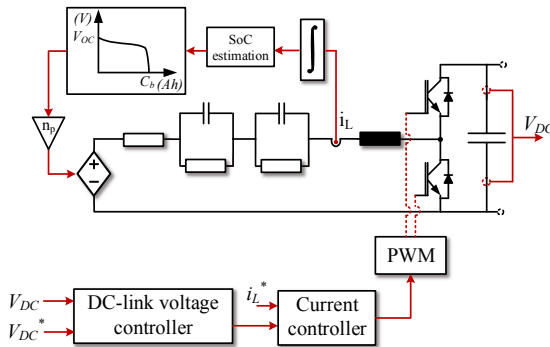 (V)
V_OC
C_b (Ah)
SoC
estimation
∫
n_p
i_L
V_DC
+
−
PWM
V_DC
V_DC^*
DC-link voltage
controller
i_L^*
Current
controller